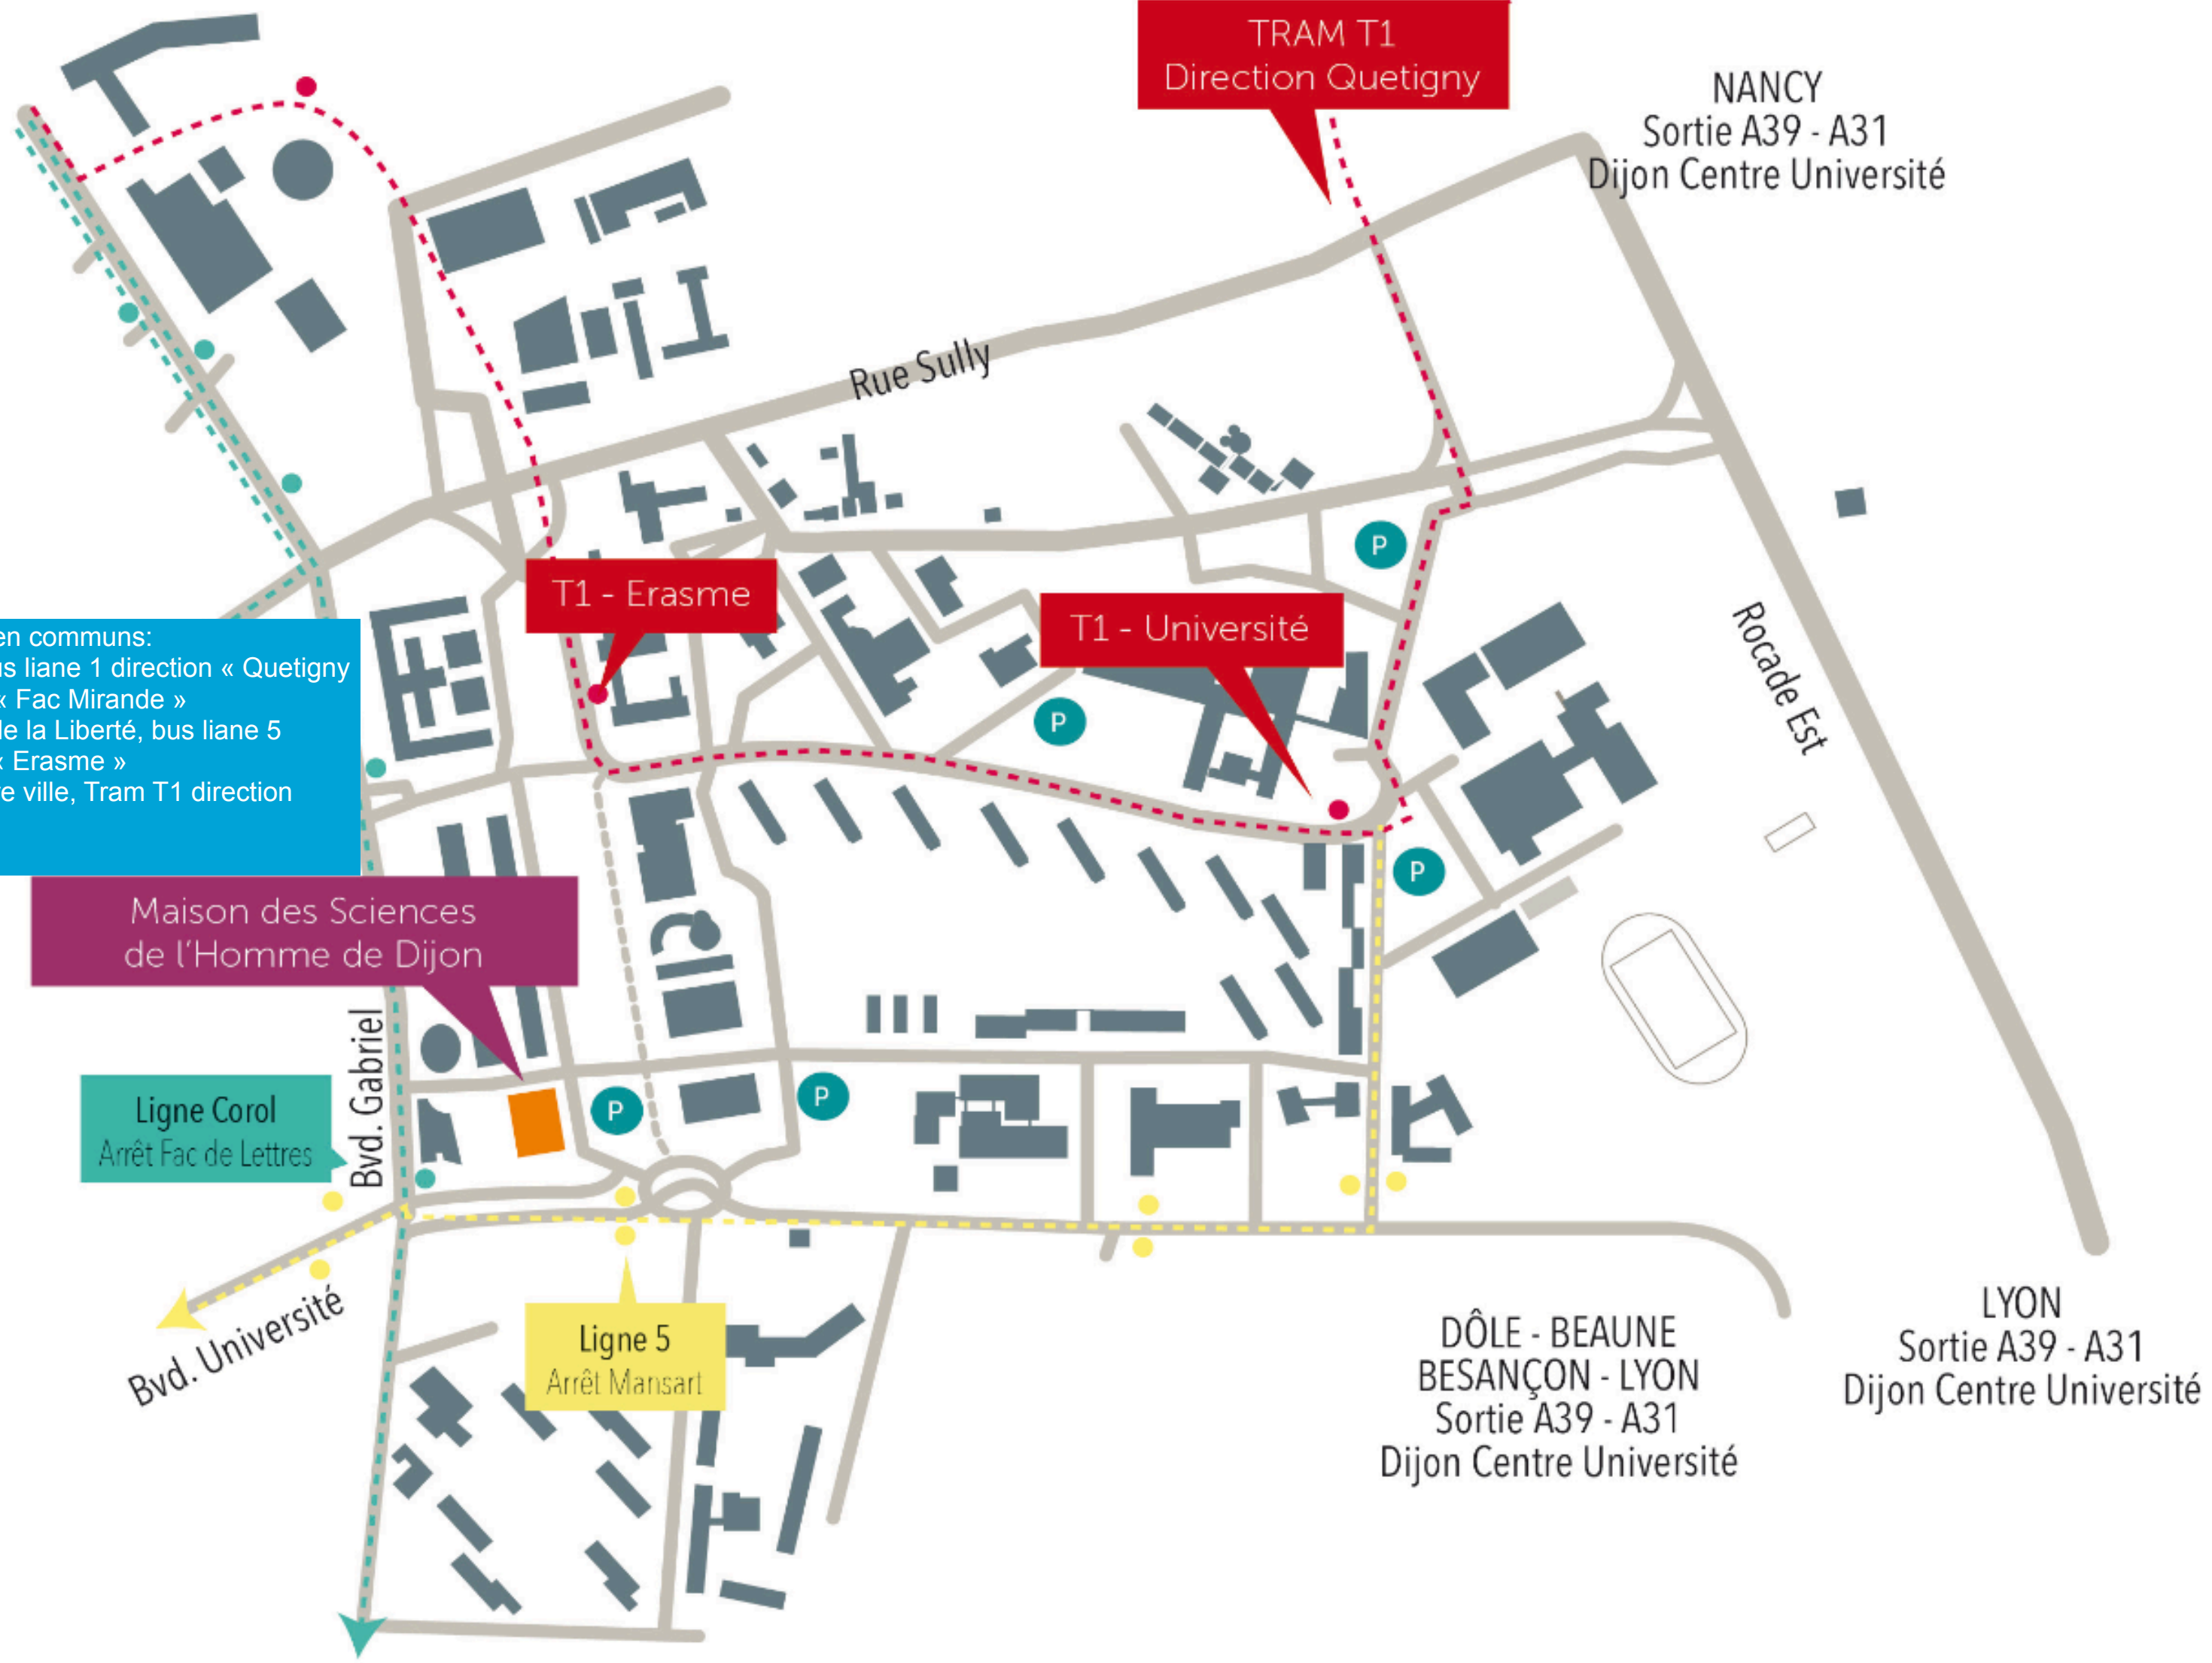 TRAM T1
Direction Quetigny
NANCY
Sortie A39 - A31
Dijon Centre Université
Rue Sully
T1 - Erasme
T1 - Université
P
P
P
P
P
Rocade Est
en communs:
us liane 1 direction « Quetigny
« Fac Mirande »
de la Liberté, bus liane 5
« Erasme »
re ville, Tram T1 direction
Maison des Sciences
de l'Homme de Dijon
Bvd. Gabriel
Ligne Corol
Arrêt Fac de Lettres
Bvd. Université
Ligne 5
Arrêt Mansart
DÔLE - BEAUNE
BESANÇON - LYON
Sortie A39 - A31
Dijon Centre Université
LYON
Sortie A39 - A31
Dijon Centre Université